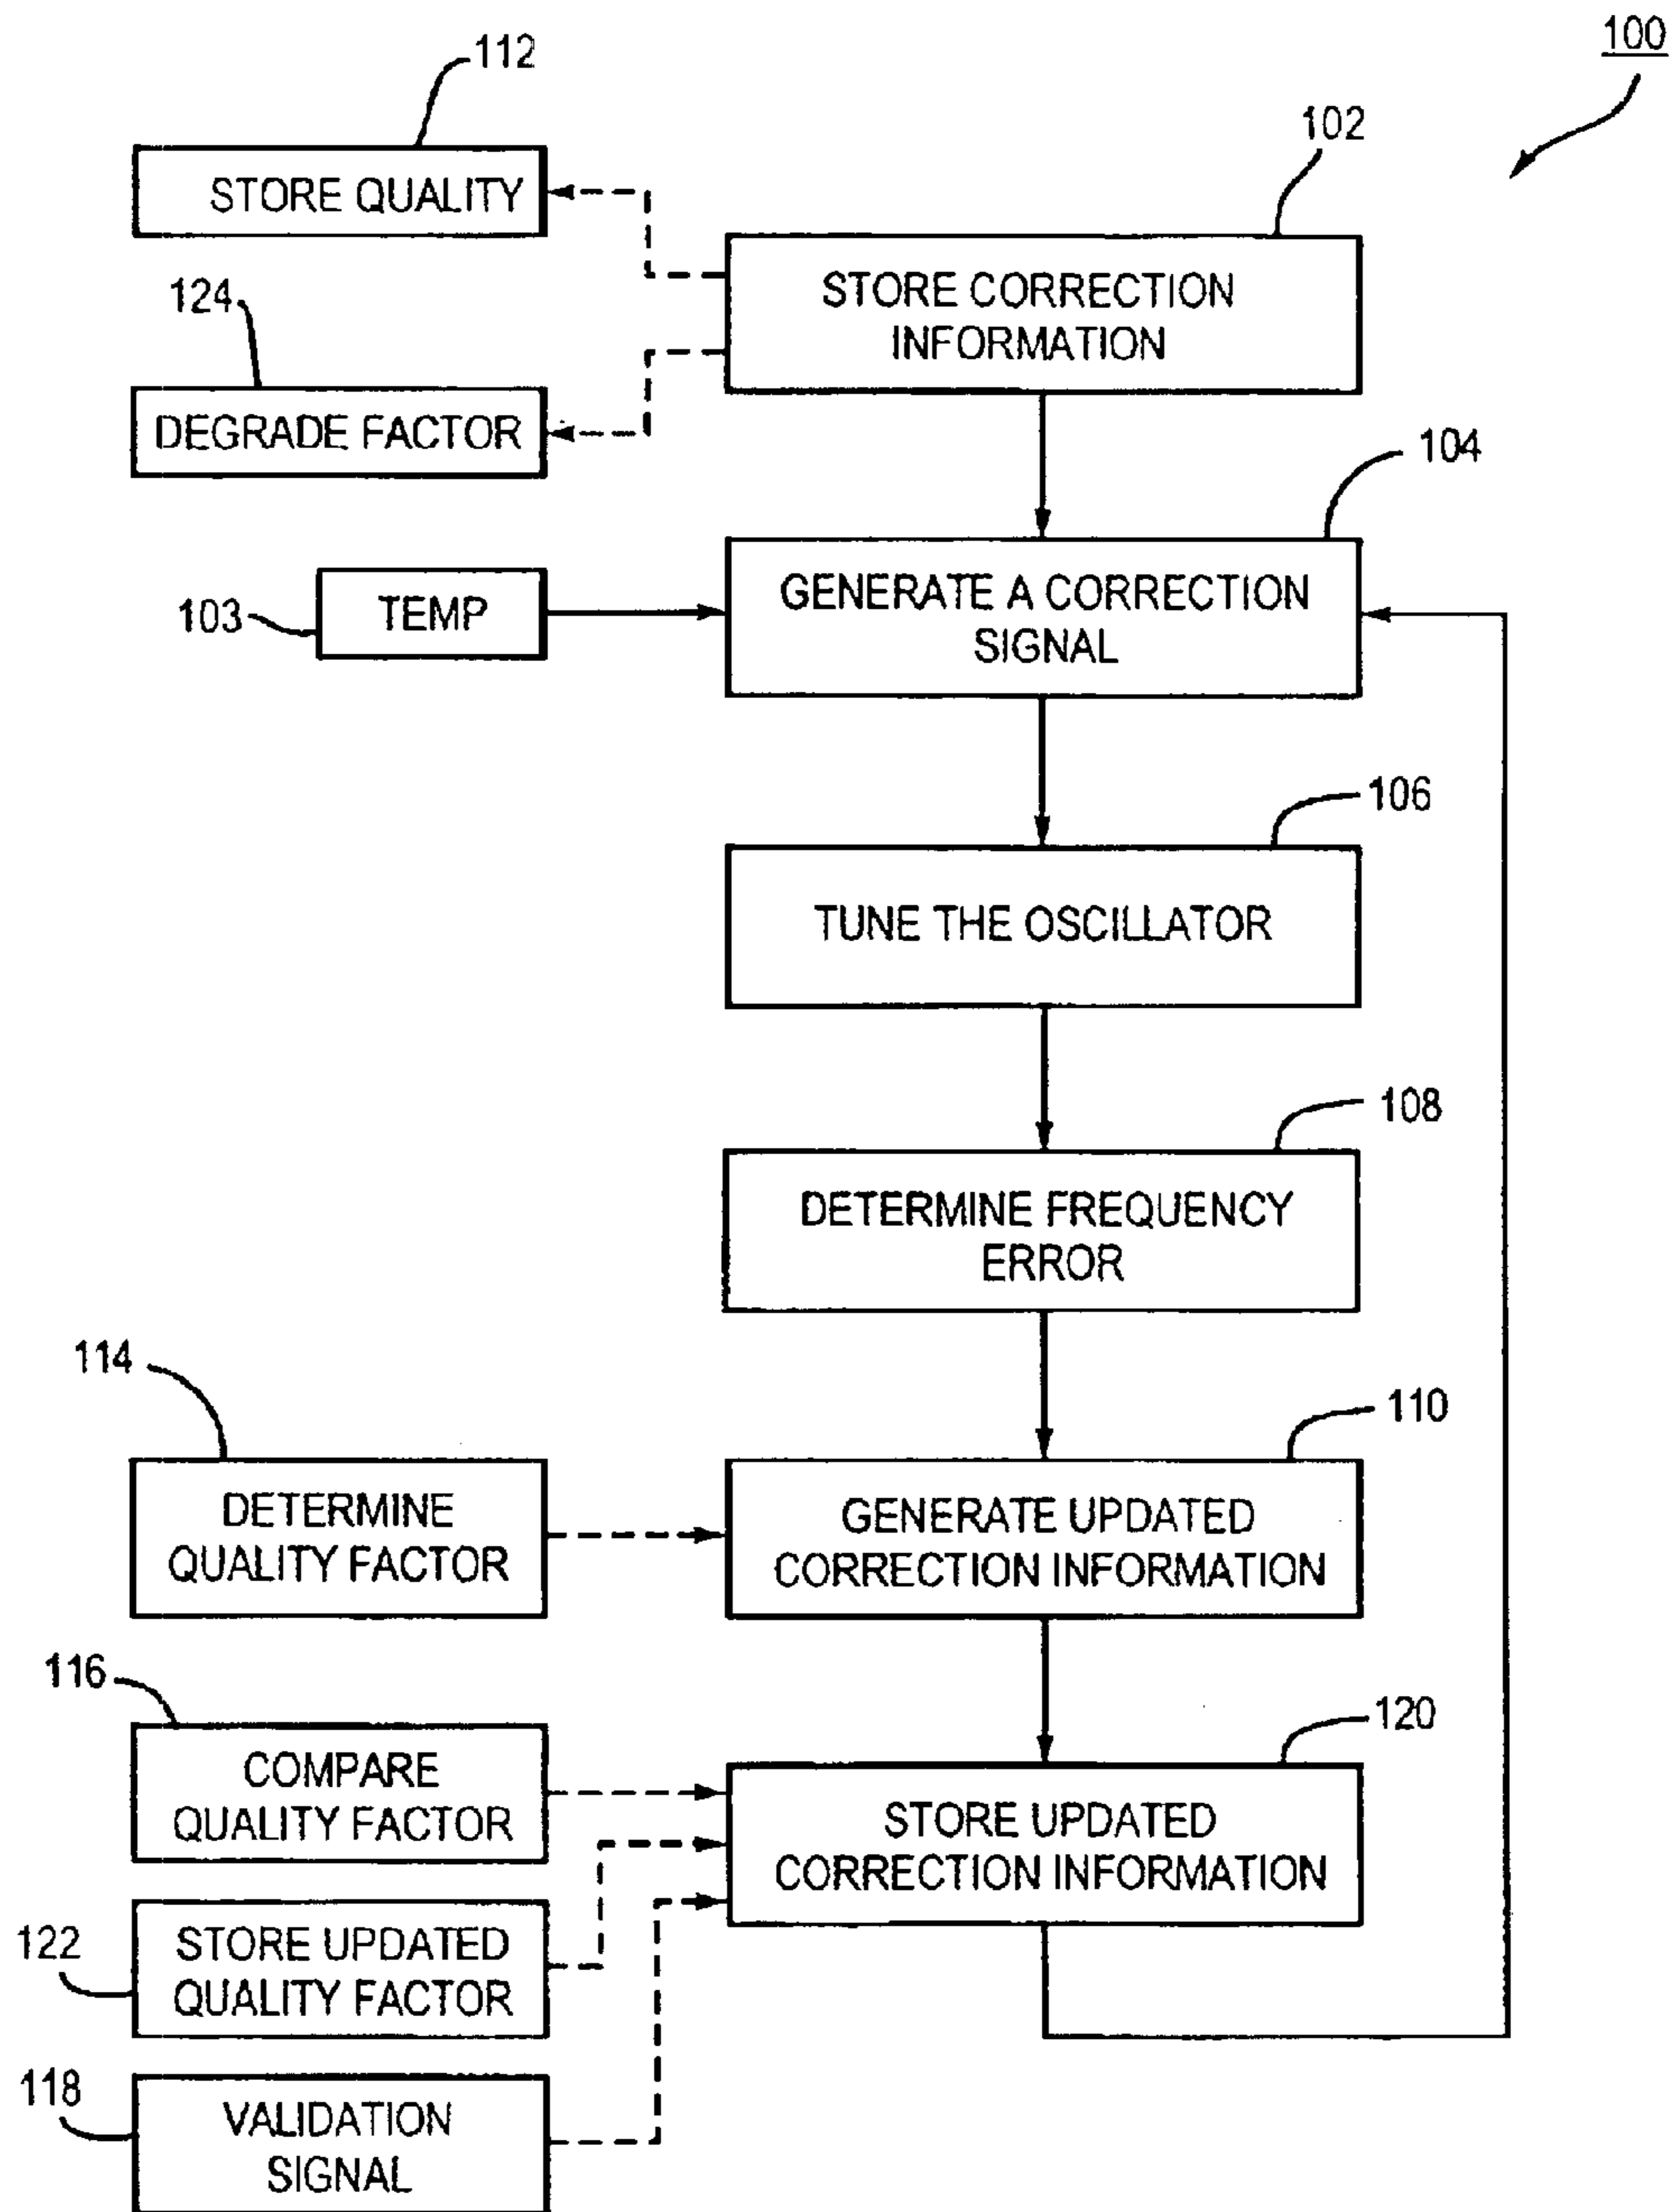 100
112
102
STORE QUALITY
STORE CORRECTION
INFORMATION
124
DEGRADE FACTOR
104
GENERATE A CORRECTION
SIGNAL
103
TEMP
106
TUNE THE OSCILLATOR
108
DETERMINE FREQUENCY
ERROR
114
110
DETERMINE
QUALITY FACTOR
GENERATE UPDATED
CORRECTION INFORMATION
116
120
COMPARE
QUALITY FACTOR
STORE UPDATED
CORRECTION INFORMATION
122
STORE UPDATED
QUALITY FACTOR
118
VALIDATION
SIGNAL